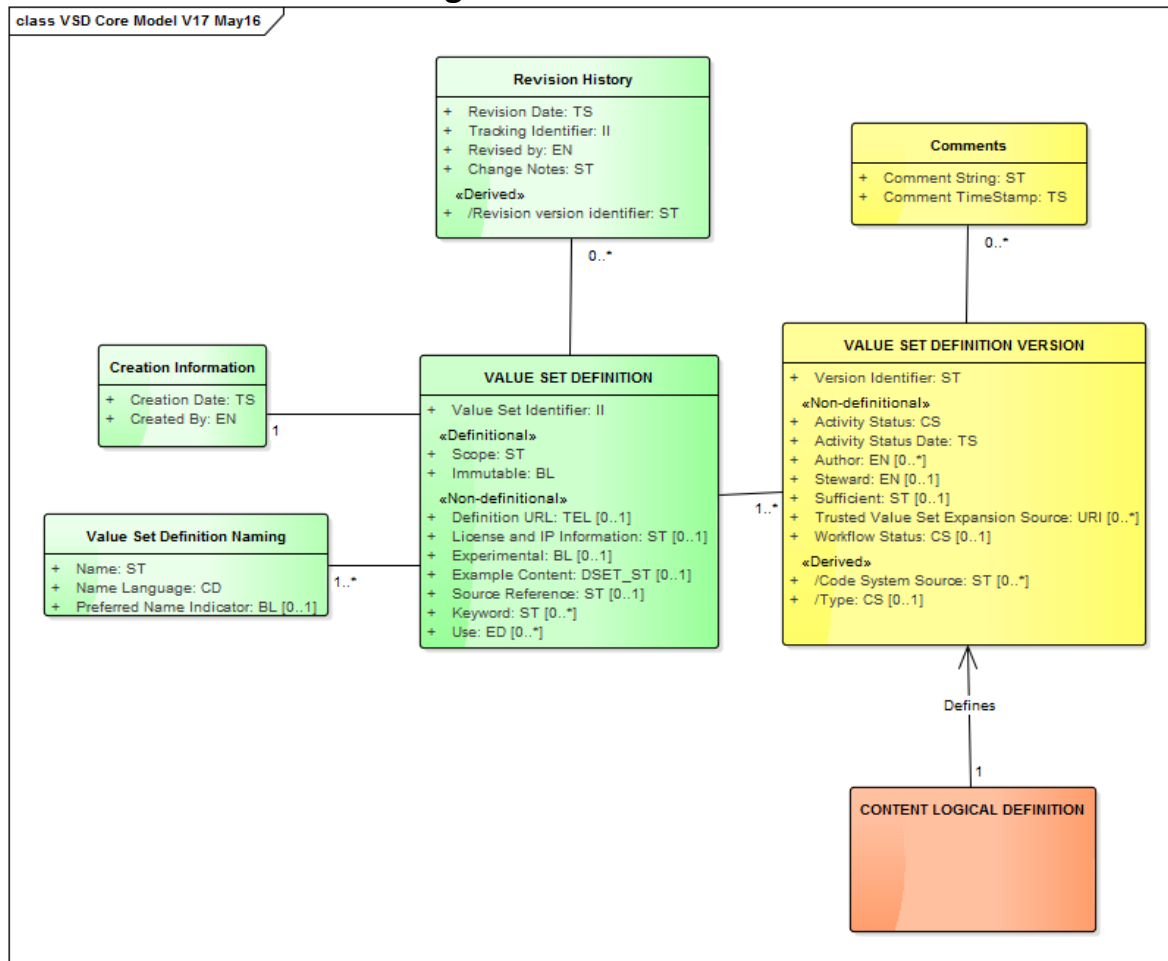 class VSD Core Model V17 May16
Revision History
+ Revision Date: TS
+ Tracking Identifier: II
+ Revised by: EN
+ Change Notes: ST
«Derived»
+ /Revision version identifier: ST
0..*
Comments
+ Comment String: ST
+ Comment TimeStamp: TS
0..*
Creation Information
+ Creation Date: TS
+ Created By: EN
1
VALUE SET DEFINITION
+ Value Set Identifier: II
«Definitional»
+ Scope: ST
+ Immutable: BL
«Non-definitional»
+ Definition URL: TEL [0..1]
+ License and IP Information: ST [0..1]
+ Experimental: BL [0..1]
+ Example Content: DSET_ST [0..1]
+ Source Reference: ST [0..1]
+ Keyword: ST [0..*]
+ Use: ED [0..*]
1..*
VALUE SET DEFINITION VERSION
+ Version Identifier: ST
«Non-definitional»
+ Activity Status: CS
+ Activity Status Date: TS
+ Author: EN [0..*]
+ Steward: EN [0..1]
+ Sufficient: ST [0..1]
+ Trusted Value Set Expansion Source: URI [0..*]
+ Workflow Status: CS [0..1]
«Derived»
+ /Code System Source: ST [0..*]
+ /Type: CS [0..1]
Value Set Definition Naming
+ Name: ST
+ Name Language: CD
+ Preferred Name Indicator: BL [0..1]
1..*
Defines
1
CONTENT LOGICAL DEFINITION